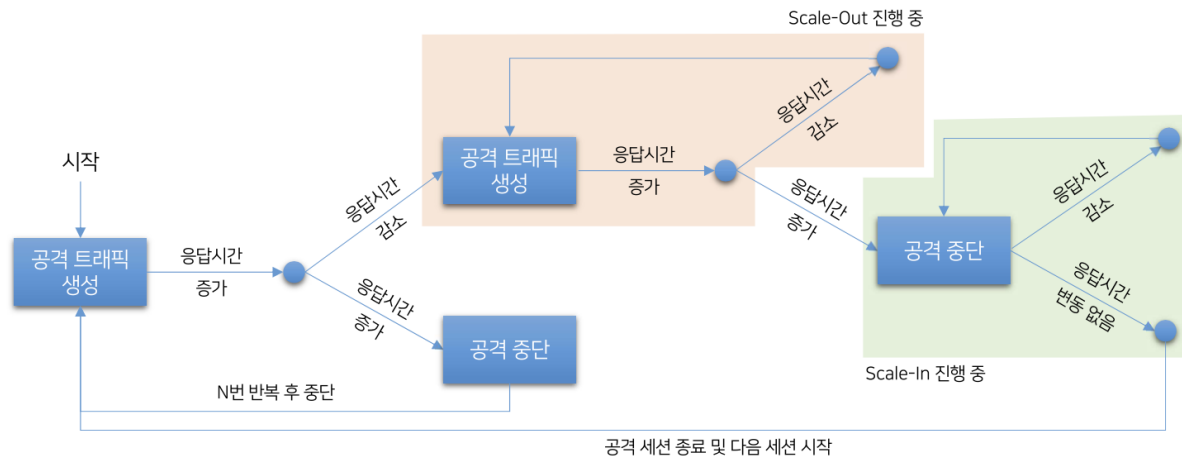 Scale-Out 진행 중
응답시간
감소
공격 트래픽
생성
응답시간
증가
시작
응답시간
감소
응답시간
증가
응답시간
감소
공격 중단
공격 트래픽
생성
응답시간
증가
응답시간
증가
응답시간
변동 없음
공격 중단
Scale-In 진행 중
N번 반복 후 중단
공격 세션 종료 및 다음 세션 시작